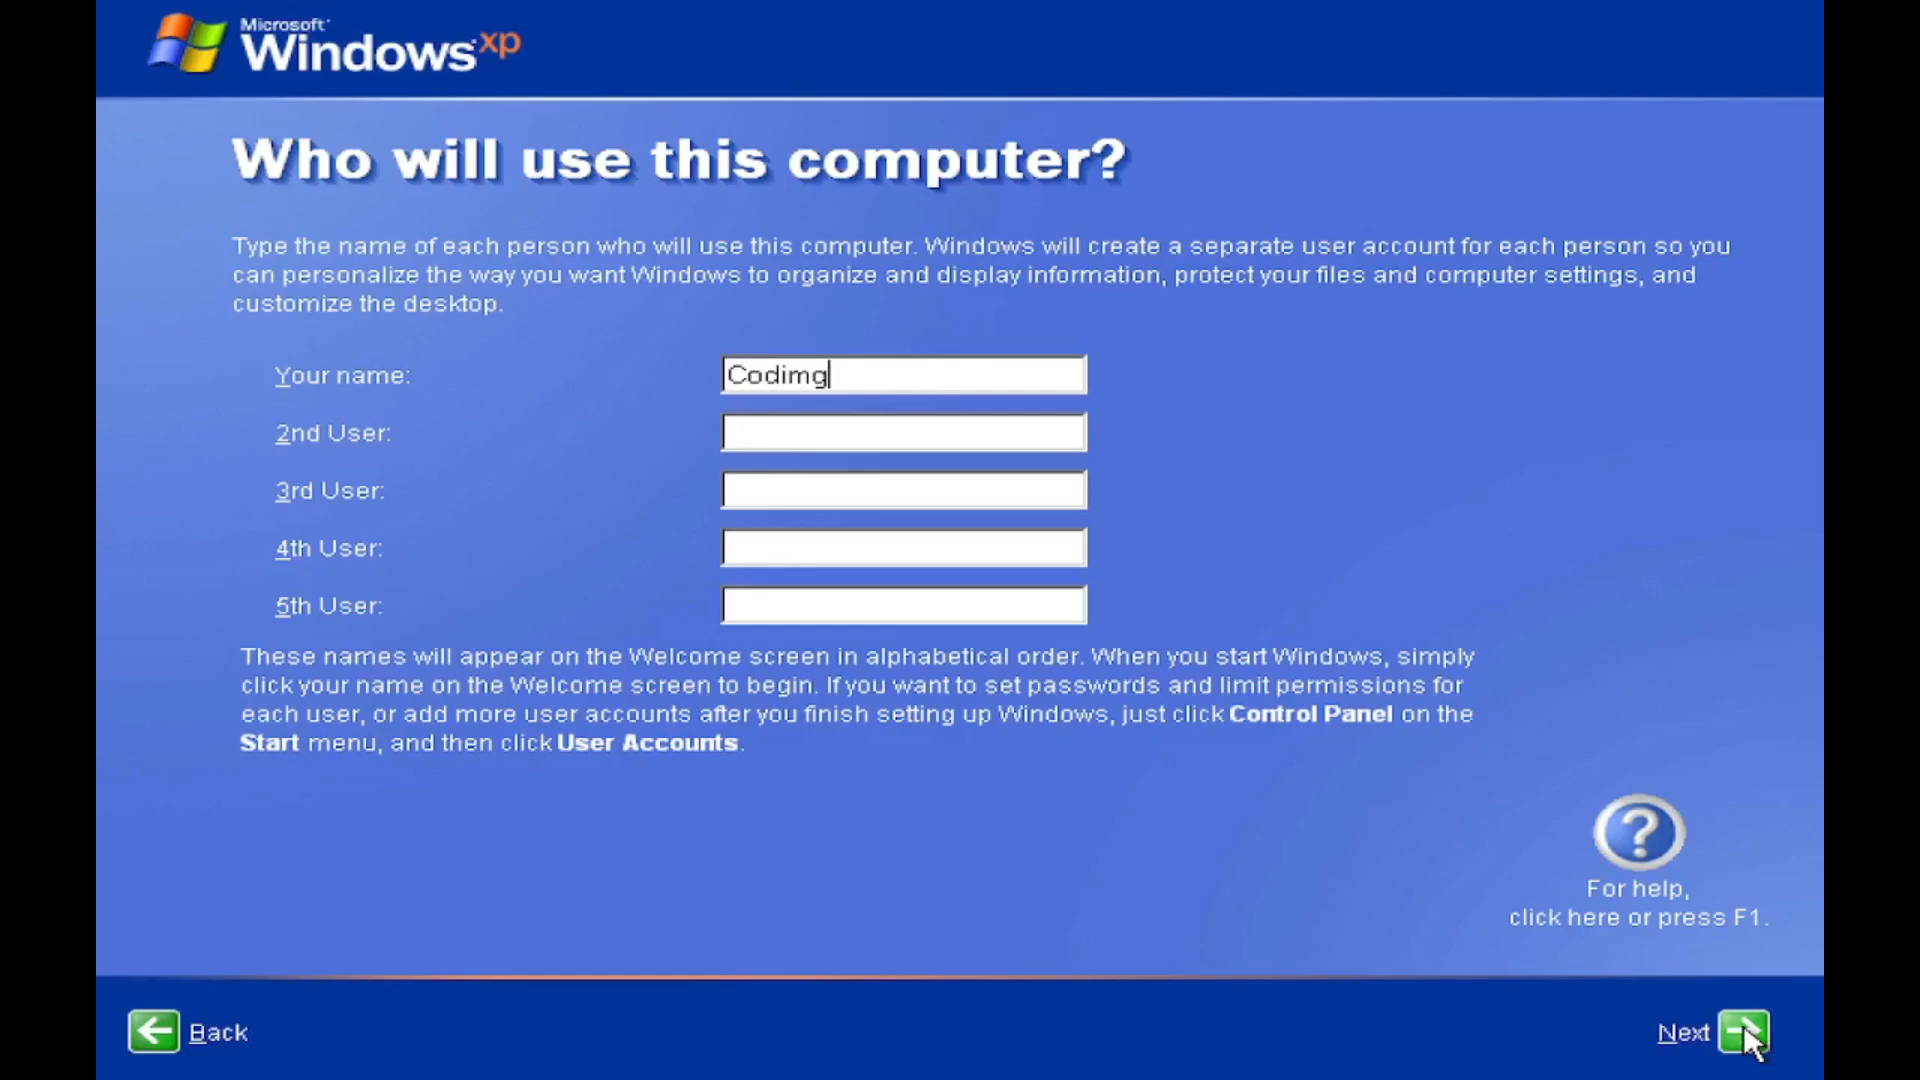 Microsoft
Windows xp
Who will use this computer?
Type the name of each person who will use this computer. Windows will create a separate user account for each person so you
can personalize the way you want Windows to organize and display information, protect your files and computer settings, and
customize the desktop.
Your name: Codimg
2nd User:
3rd User:
4th User:
5th User:
These names will appear on the Welcome screen in alphabetical order. When you start Windows, simply
click your name on the Welcome screen to begin. If you want to set passwords and limit permissions for
each user, or add more user accounts after you finish setting up Windows, just click Control Panel on the
Start menu, and then click User Accounts.
For help,
click here or press F1.
Back
Next